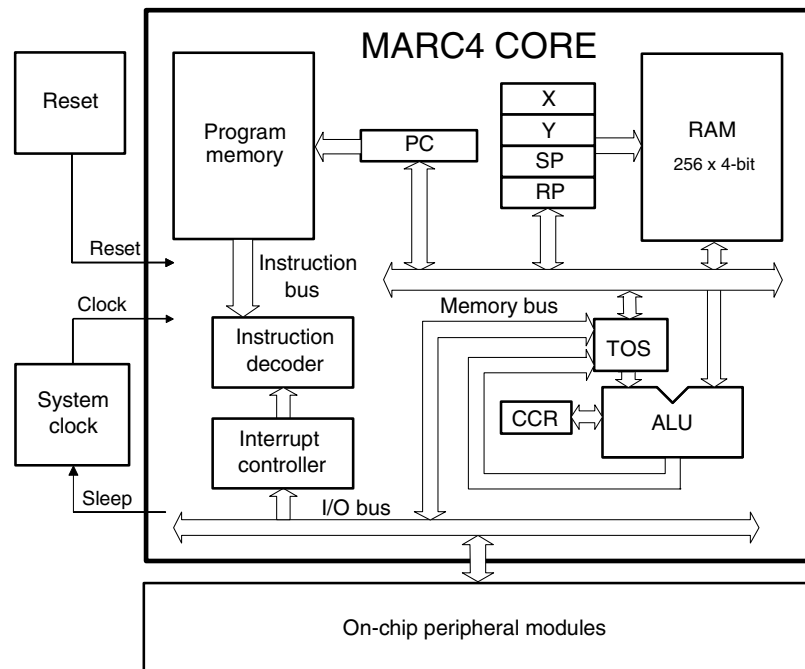 MARC4 CORE
Reset
Program
memory
PC
X
Y
SP
RP
RAM
256 x 4-bit
Reset
Instruction
bus
Clock
Memory bus
Instruction
decoder
TOS
System
clock
CCR
ALU
Interrupt
controller
Sleep
I/O bus
On-chip peripheral modules